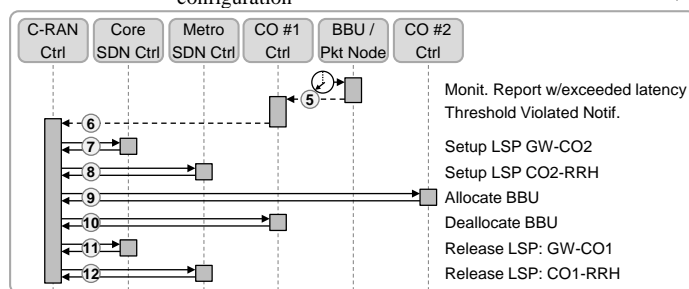 configuration
C-RAN Ctrl
Core SDN Ctrl
Metro SDN Ctrl
CO #1 Ctrl
BBU / Pkt Node
CO #2 Ctrl
5
Monit. Report w/exceeded latency
Threshold Violated Notif.
6
7
Setup LSP GW-CO2
8
Setup LSP CO2-RRH
9
Allocate BBU
10
Deallocate BBU
11
Release LSP: GW-CO1
12
Release LSP: CO1-RRH